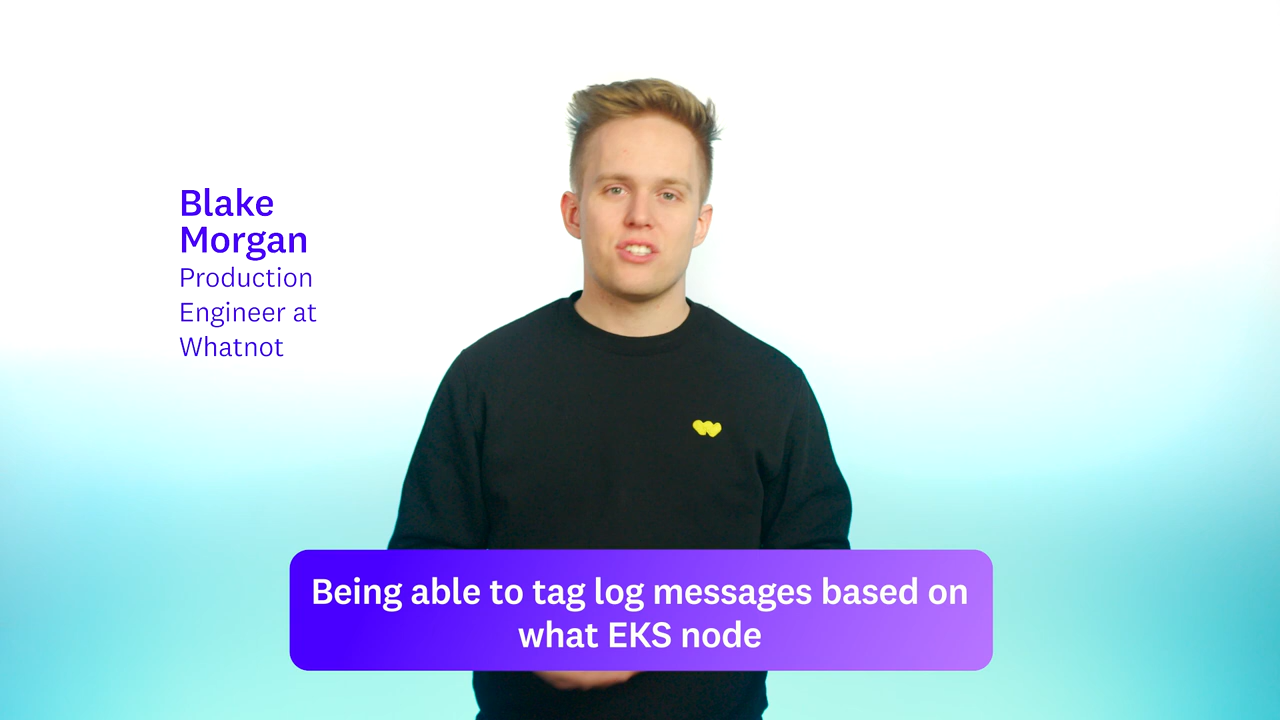 Blake
Morgan
Production
Engineer at
Whatnot
Being able to tag log messages based on
what EKS node